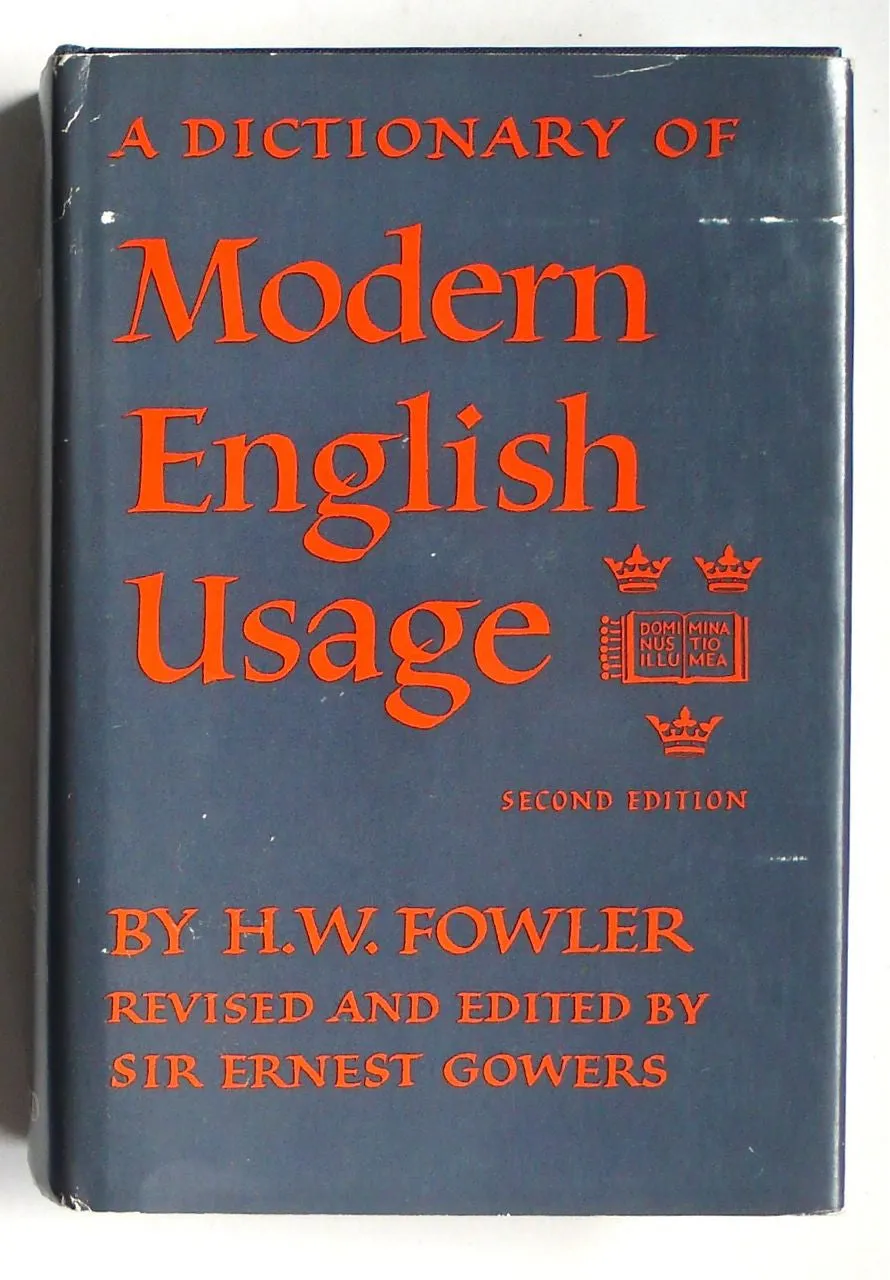 A DICTIONARY OF
Modern
English
Usage
DOMI MINA
NUS TIO
ILLU MEA
SECOND EDITION
BY H.W. FOWLER
REVISED AND EDITED BY
SIR ERNEST GOWERS